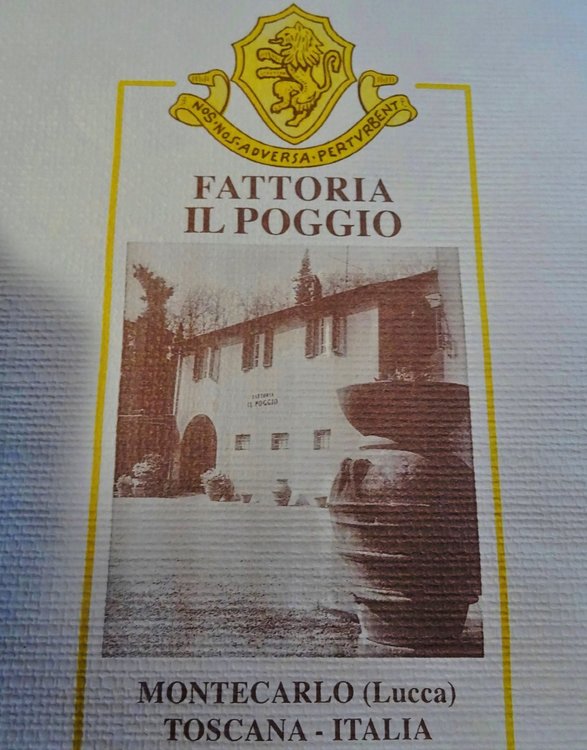 NOS·NOS·ADVERSA·PERTVRBENT
FATTORIA
IL POGGIO
FATTORIA
IL POGGIO
MONTECARLO (Lucca)
TOSCANA - ITALIA